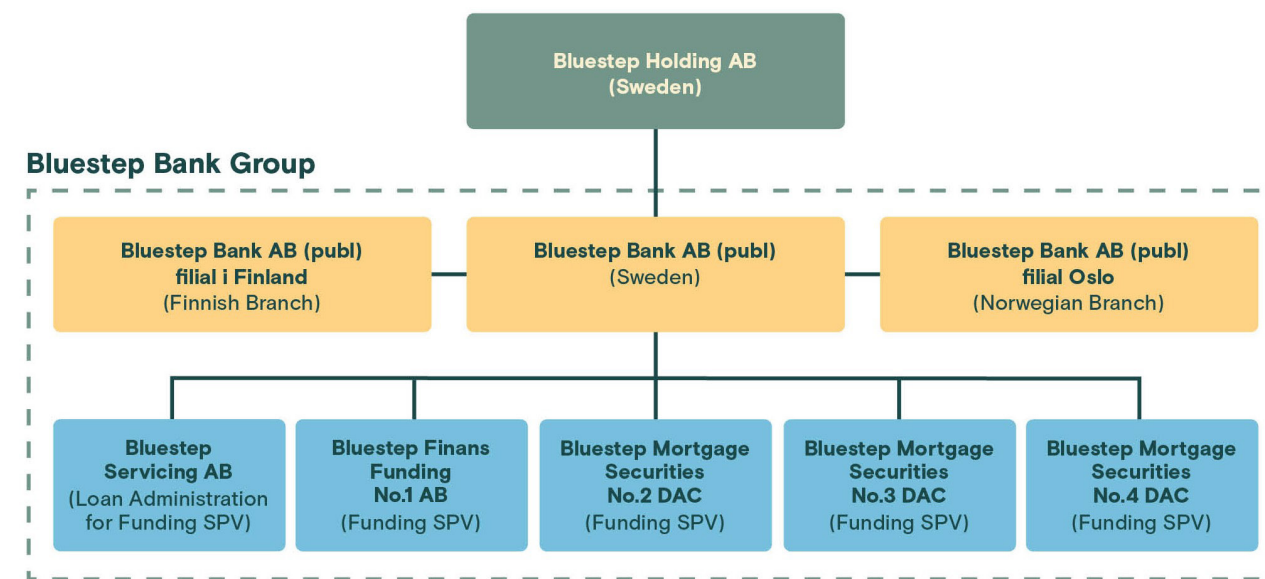 Bluestep Holding AB
(Sweden)
Bluestep Bank Group
Bluestep Bank AB (publ)
filial i Finland
(Finnish Branch)
Bluestep Bank AB (publ)
(Sweden)
Bluestep Bank AB (publ)
filial Oslo
(Norwegian Branch)
Bluestep
Servicing AB
(Loan Administration
for Funding SPV)
Bluestep Finans
Funding
No.1 AB
(Funding SPV)
Bluestep Mortgage
Securities
No.2 DAC
(Funding SPV)
Bluestep Mortgage
Securities
No.3 DAC
(Funding SPV)
Bluestep Mortgage
Securities
No.4 DAC
(Funding SPV)